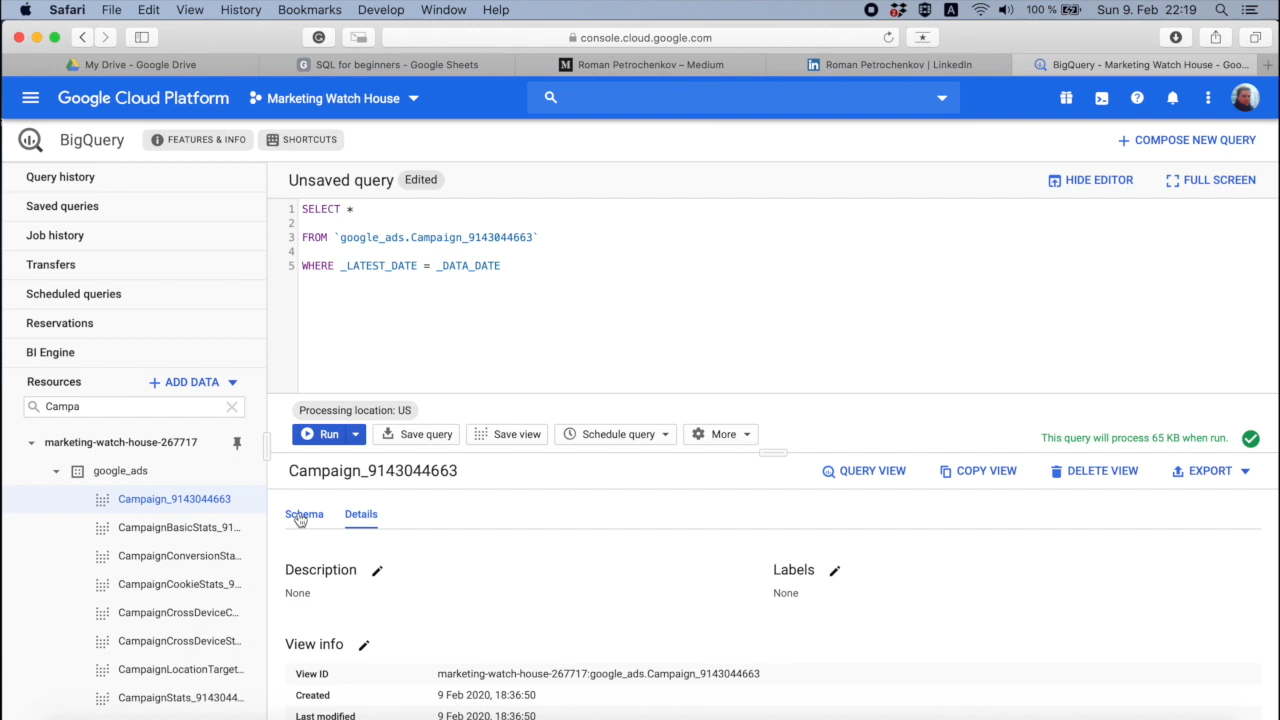 Safari File Edit View History Bookmarks Develop Window Help 2 A 100 % Sun 9. Feb 22:19
console.cloud.google.com
My Drive - Google Drive SQL for beginners - Google Sheets Roman Petrochenkov – Medium Roman Petrochenkov | LinkedIn BigQuery - Marketing Watch House - Goo...
Google Cloud Platform Marketing Watch House
BigQuery FEATURES & INFO SHORTCUTS COMPOSE NEW QUERY
Query history
Saved queries
Job history
Transfers
Scheduled queries
Reservations
BI Engine
Resources ADD DATA
Campa
marketing-watch-house-267717
google_ads
Campaign_9143044663
CampaignBasicStats_91...
CampaignConversionSta...
CampaignCookieStats_9...
CampaignCrossDeviceC...
CampaignCrossDeviceSt...
CampaignLocationTarget...
CampaignStats_9143044...
Unsaved query Edited HIDE EDITOR FULL SCREEN
1 SELECT *
2
3 FROM `google_ads.Campaign_9143044663`
4
5 WHERE _LATEST_DATE = _DATA_DATE
Processing location: US
Run Save query Save view Schedule query More This query will process 65 KB when run.
Campaign_9143044663 QUERY VIEW COPY VIEW DELETE VIEW EXPORT
Schema Details
Description Labels
None None
View info
View ID marketing-watch-house-267717:google_ads.Campaign_9143044663
Created 9 Feb 2020, 18:36:50
Last modified 9 Feb 2020, 18:36:50